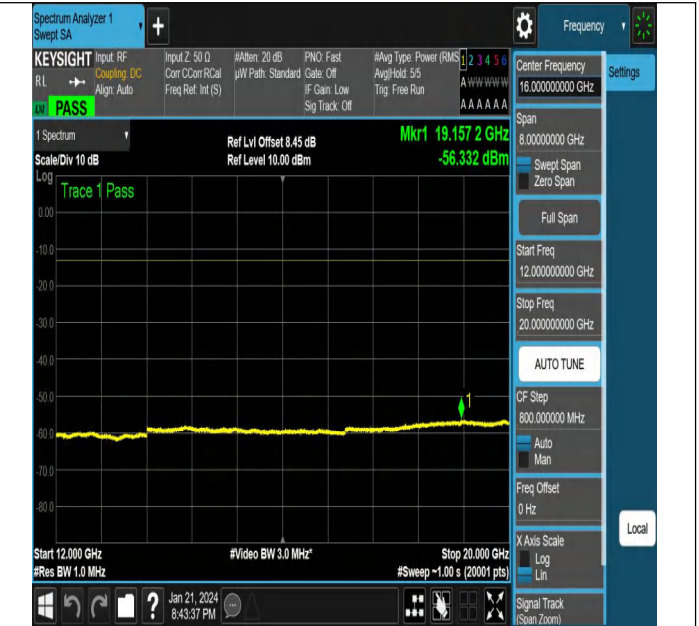 Spectrum Analyzer 1
Swept SA
+
Frequency
KEYSIGHT
RL
Input: RF
Coupling: DC
Align: Auto
Input Z: 50 Ω
Corr CCorr RCal
Freq Ref: Int (S)
#Atten: 20 dB
µW Path: Standard
PNO: Fast
Gate: Off
IF Gain: Low
Sig Track: Off
#Avg Type: Power (RMS
Avg|Hold: 5/5
Trig: Free Run
1 2 3 4 5 6
A W W W W W
A A A A A A
PASS
1 Spectrum
Scale/Div 10 dB
Ref Lvl Offset 8.45 dB
Ref Level 10.00 dBm
Mkr1 19.157 2 GHz
-56.332 dBm
Log
Trace 1 Pass
0.00
-10.0
-20.0
-30.0
-40.0
-50.0
-60.0
-70.0
-80.0
1
Start 12.000 GHz
#Res BW 1.0 MHz
#Video BW 3.0 MHz*
Stop 20.000 GHz
#Sweep ~1.00 s (20001 pts)
?
Jan 21, 2024
8:43:37 PM
Center Frequency
16.000000000 GHz
Settings
Span
8.00000000 GHz
Swept Span
Zero Span
Full Span
Start Freq
12.000000000 GHz
Stop Freq
20.000000000 GHz
AUTO TUNE
CF Step
800.000000 MHz
Auto
Man
Freq Offset
0 Hz
X Axis Scale
Log
Lin
Local
Signal Track
(Span Zoom)